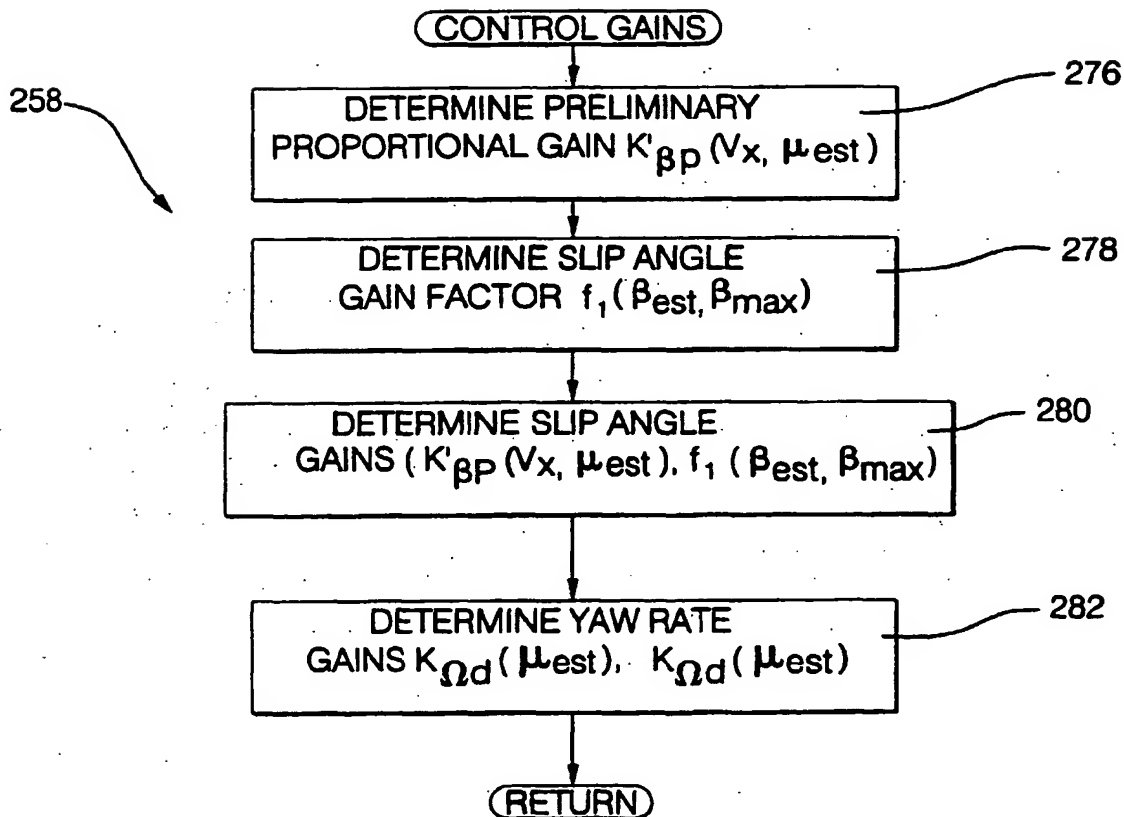 CONTROL GAINS
258
276
DETERMINE PRELIMINARY
PROPORTIONAL GAIN K'βP (Vx, μest)
278
DETERMINE SLIP ANGLE
GAIN FACTOR f1 (βest, βmax)
280
DETERMINE SLIP ANGLE
GAINS (K'βP (Vx, μest), f1 (βest, βmax)
282
DETERMINE YAW RATE
GAINS KΩd (μest), KΩd (μest)
RETURN